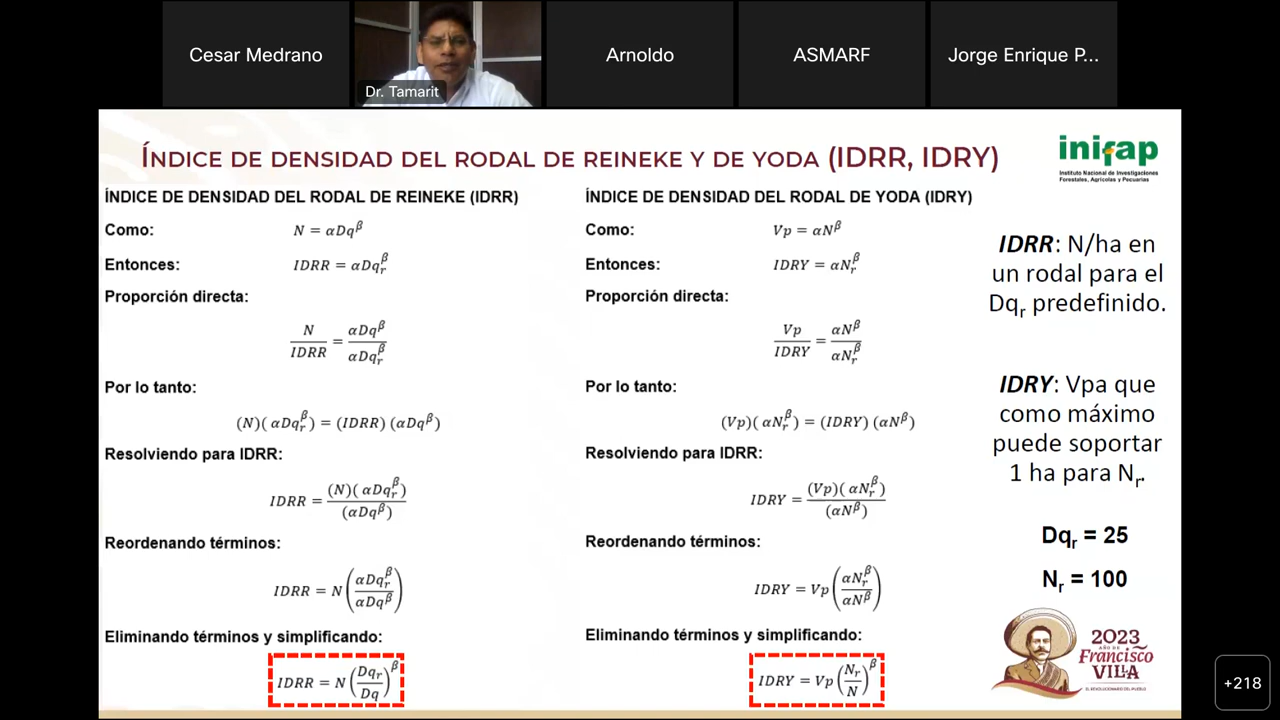 Cesar Medrano
Dr. Tamarit
Arnoldo
ASMARF
Jorge Enrique P...
ÍNDICE DE DENSIDAD DEL RODAL DE REINEKE Y DE YODA (IDRR, IDRY)
inifap
Instituto Nacional de Investigaciones
Forestales, Agrícolas y Pecuarias
ÍNDICE DE DENSIDAD DEL RODAL DE REINEKE (IDRR)
Como: N = αDq^β
Entonces: IDRR = αDq_r^β
Proporción directa:
N/IDRR = αDq^β/αDq_r^β
Por lo tanto:
(N)( αDq_r^β) = (IDRR) (αDq^β)
Resolviendo para IDRR:
IDRR = (N)( αDq_r^β)/(αDq^β)
Reordenando términos:
IDRR = N(αDq_r^β/αDq^β)
Eliminando términos y simplificando:
IDRR = N(Dq_r/Dq)^β
ÍNDICE DE DENSIDAD DEL RODAL DE YODA (IDRY)
Como: Vp = αN^β
Entonces: IDRY = αN_r^β
Proporción directa:
Vp/IDRY = αN^β/αN_r^β
Por lo tanto:
(Vp)( αN_r^β) = (IDRY) (αN^β)
Resolviendo para IDRR:
IDRY = (Vp)( αN_r^β)/(αN^β)
Reordenando términos:
IDRY = Vp(αN_r^β/αN^β)
Eliminando términos y simplificando:
IDRY = Vp(N_r/N)^β
IDRR: N/ha en
un rodal para el
Dq_r predefinido.
IDRY: Vpa que
como máximo
puede soportar
1 ha para N_r.
Dq_r = 25
N_r = 100
2023
AÑO DE
Francisco
VILLA
EL REVOLUCIONARIO DEL PUEBLO
+218